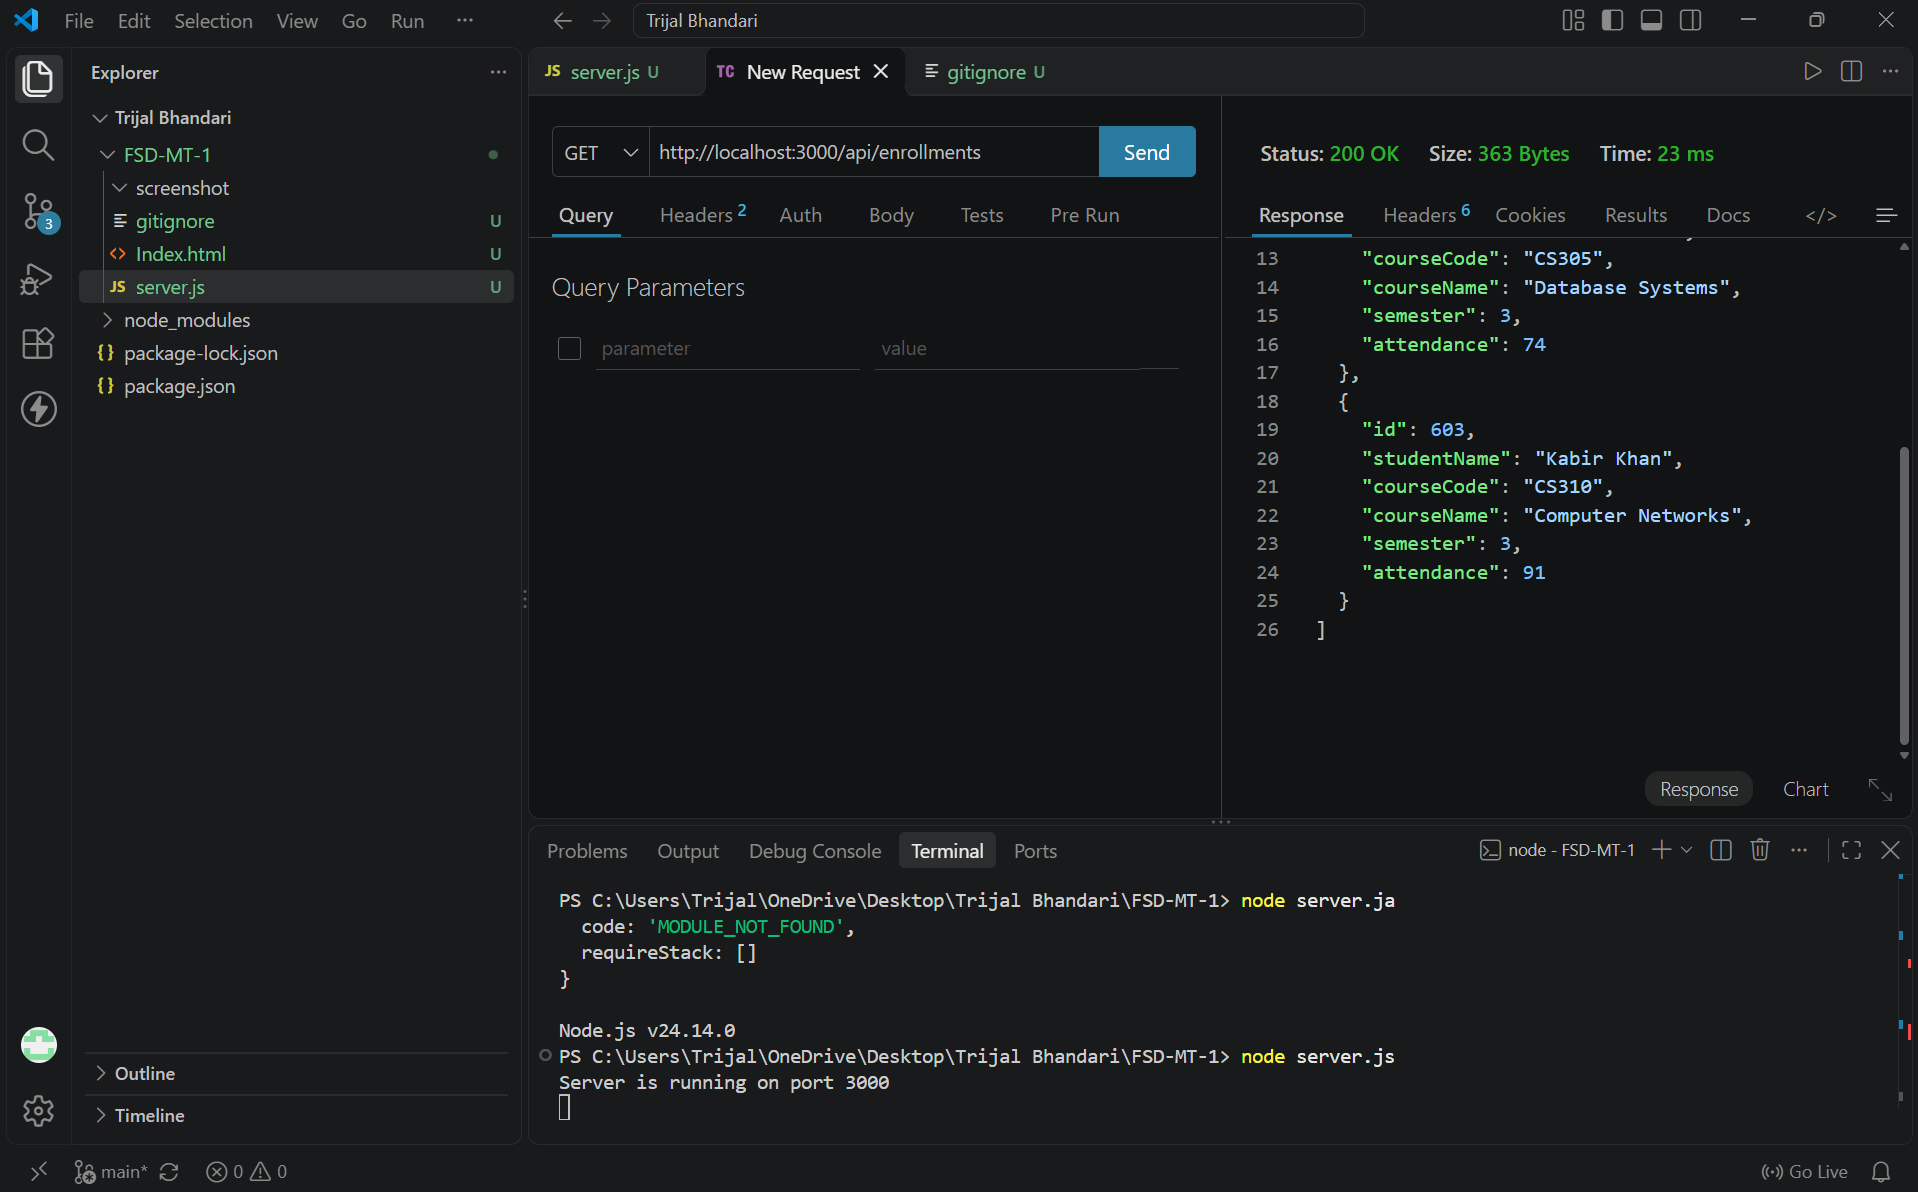 File Edit Selection View Go Run ··· Trijal Bhandari
Explorer ···
Trijal Bhandari
FSD-MT-1
screenshot
gitignore U
Index.html U
JS server.js U
node_modules
{} package-lock.json
{} package.json
3
Outline
Timeline
JS server.js U
TC New Request
gitignore U
GET http://localhost:3000/api/enrollments Send
Query Headers 2 Auth Body Tests Pre Run
Query Parameters
parameter value
Status: 200 OK Size: 363 Bytes Time: 23 ms
Response Headers 6 Cookies Results Docs </>
13 "courseCode": "CS305",
14 "courseName": "Database Systems",
15 "semester": 3,
16 "attendance": 74
17 },
18 {
19 "id": 603,
20 "studentName": "Kabir Khan",
21 "courseCode": "CS310",
22 "courseName": "Computer Networks",
23 "semester": 3,
24 "attendance": 91
25 }
26 ]
Response Chart
Problems Output Debug Console Terminal Ports node - FSD-MT-1
PS C:\Users\Trijal\OneDrive\Desktop\Trijal Bhandari\FSD-MT-1> node server.ja
code: 'MODULE_NOT_FOUND',
requireStack: []
}
Node.js v24.14.0
PS C:\Users\Trijal\OneDrive\Desktop\Trijal Bhandari\FSD-MT-1> node server.js
Server is running on port 3000
main* 0 0 Go Live